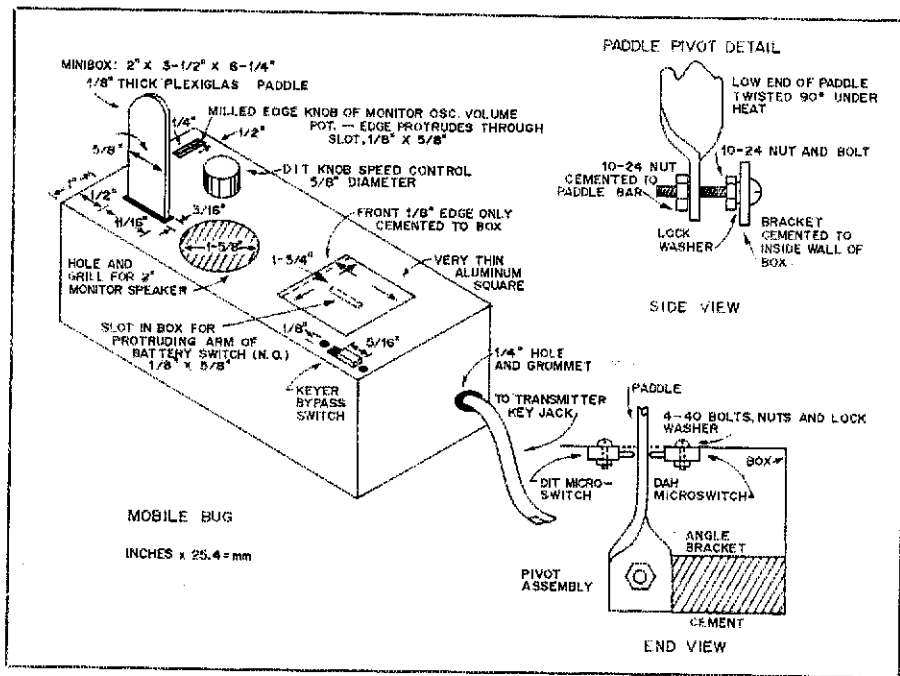 MINIBOX: 2" X 3-1/2" X 6-1/4"
1/8" THICK PLEXIGLAS PADDLE
MILLED EDGE KNOB OF MONITOR OSC. VOLUME
POT. — EDGE PROTRUDES THROUGH
SLOT, 1/8" X 5/8"
1/4"
1/2"
5/8"
DIT KNOB SPEED CONTROL
5/8" DIAMETER
1"
1/2"
11/16"
3/16"
FRONT 1/8" EDGE ONLY
CEMENTED TO BOX
1-5/8"
HOLE AND
GRILL FOR 2"
MONITOR SPEAKER
1-3/4"
VERY THIN
ALUMINUM
SQUARE
SLOT IN BOX FOR
PROTRUDING ARM OF
BATTERY SWITCH (N.O.)
1/8" X 5/8"
1/8"
5/16"
KEYER
BYPASS
SWITCH
1/4" HOLE
AND GROMMET
TO TRANSMITTER
KEY JACK
MOBILE BUG
INCHES x 25.4 = mm
PADDLE PIVOT DETAIL
LOW END OF PADDLE
TWISTED 90° UNDER
HEAT
10-24 NUT AND BOLT
10-24 NUT
CEMENTED TO
PADDLE BAR
LOCK
WASHER
BRACKET
CEMENTED TO
INSIDE WALL OF
BOX
SIDE VIEW
PADDLE
4-40 BOLTS, NUTS AND LOCK
WASHER
BOX
DIT MICRO-
SWITCH
DAH
MICROSWITCH
ANGLE
BRACKET
PIVOT
ASSEMBLY
CEMENT
END VIEW